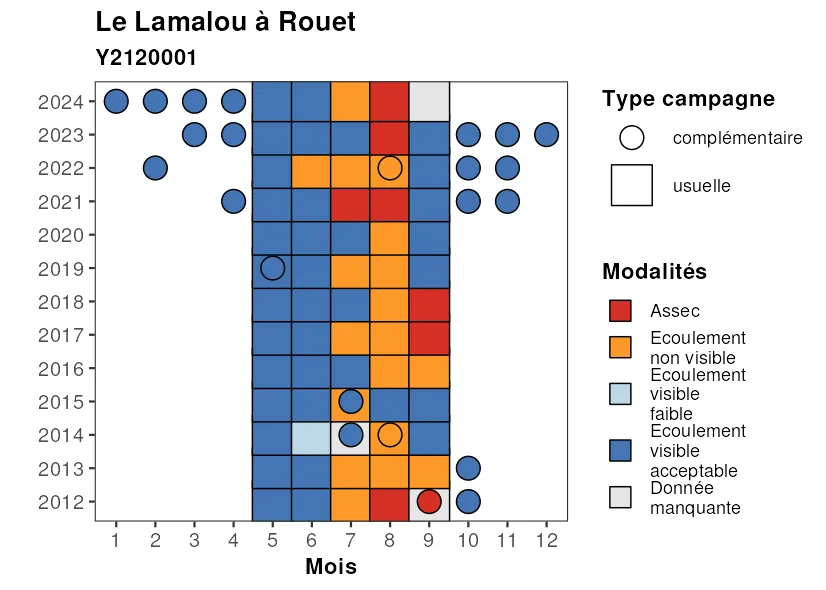 Le Lamalou à Rouet
Y2120001
2024
2023
2022
2021
2020
2019
2018
2017
2016
2015
2014
2013
2012
1 2 3 4 5 6 7 8 9 10 11 12
Mois
Type campagne
complémentaire
usuelle
Modalités
Assec
Ecoulement
non visible
Ecoulement
visible
faible
Ecoulement
visible
acceptable
Donnée
manquante